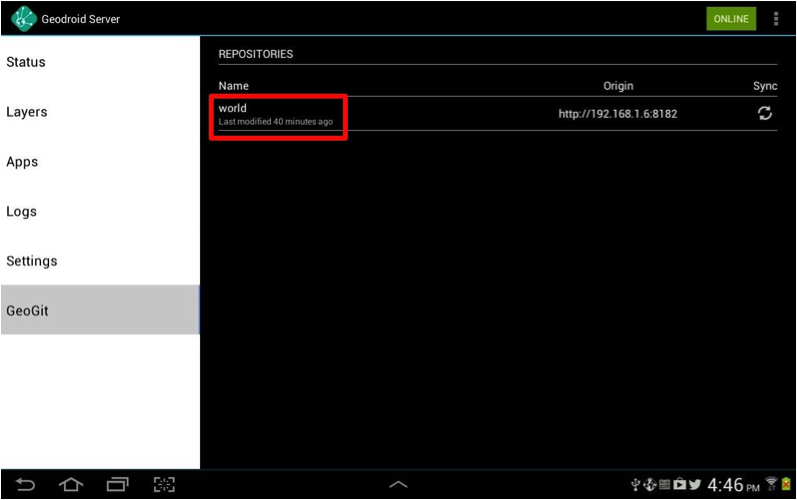 Geodroid Server
ONLINE
Status
Layers
Apps
Logs
Settings
GeoGit
REPOSITORIES
Name Origin Sync
world
Last modified 40 minutes ago
http://192.168.1.6:8182
4:46 PM